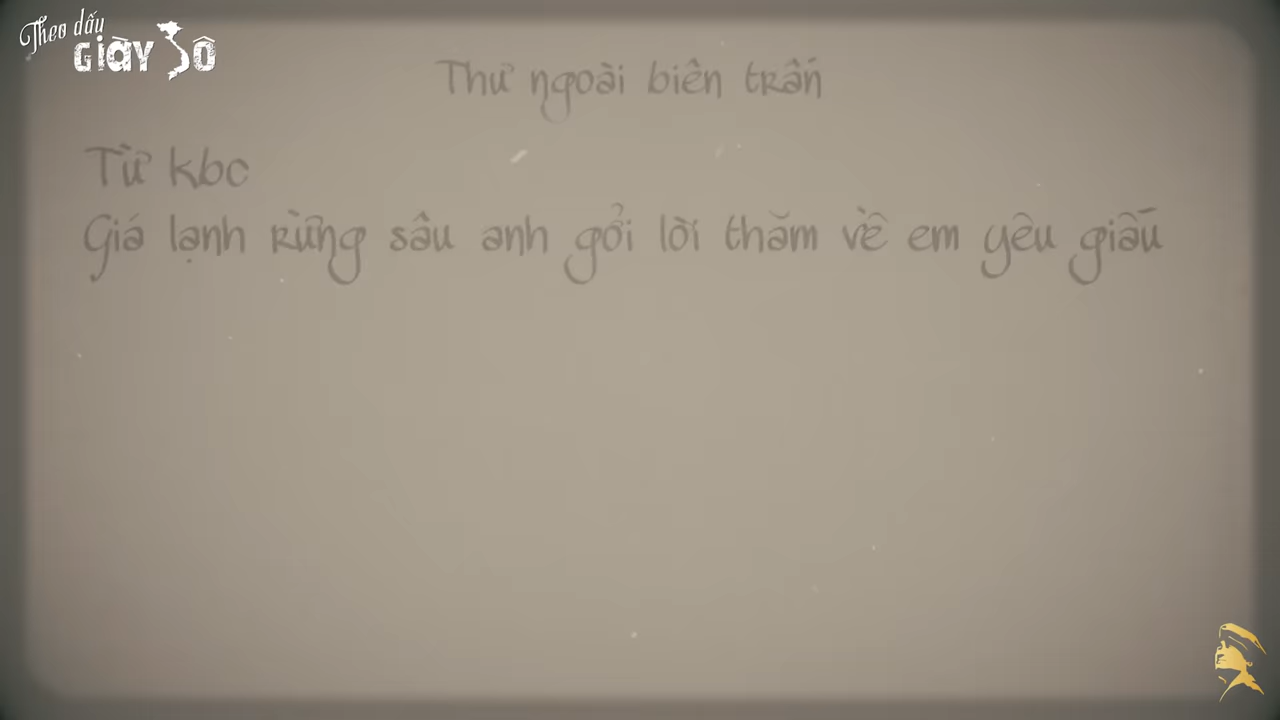 Theo dấu
GIÀY SÔ
Thư ngoài biên trấn
Từ kbc
Giá lạnh rừng sâu anh gởi lời thăm về em yêu giấu